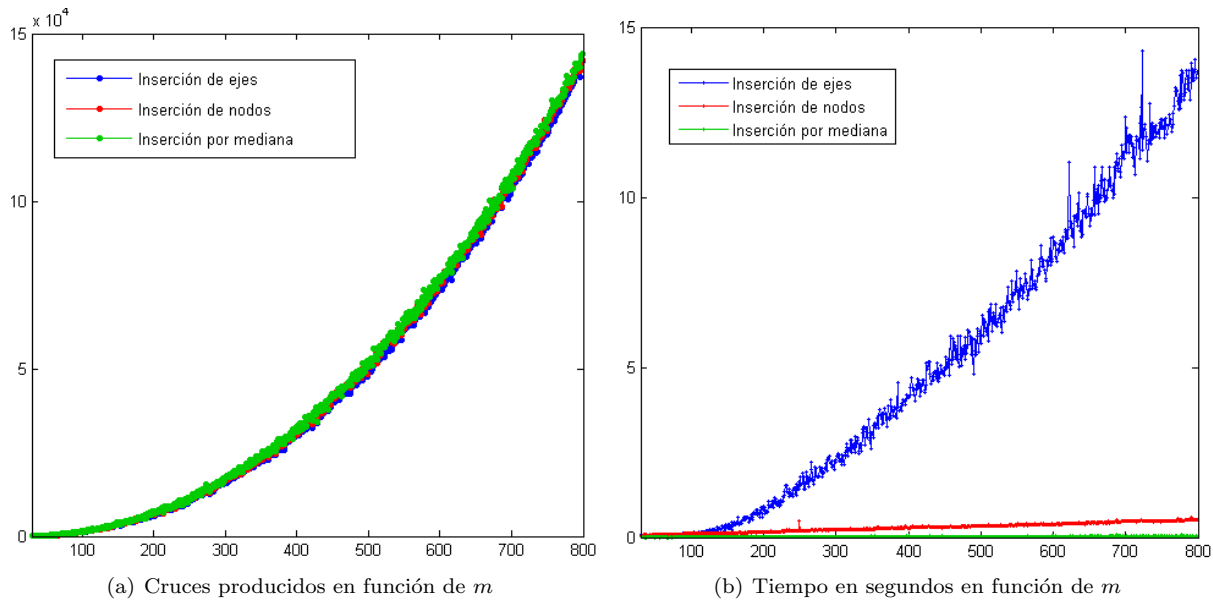 x 10⁴
15
10
5
0
Inserción de ejes
Inserción de nodos
Inserción por mediana
100 200 300 400 500 600 700 800
(a) Cruces producidos en función de m
15
10
5
0
Inserción de ejes
Inserción de nodos
Inserción por mediana
100 200 300 400 500 600 700 800
(b) Tiempo en segundos en función de m